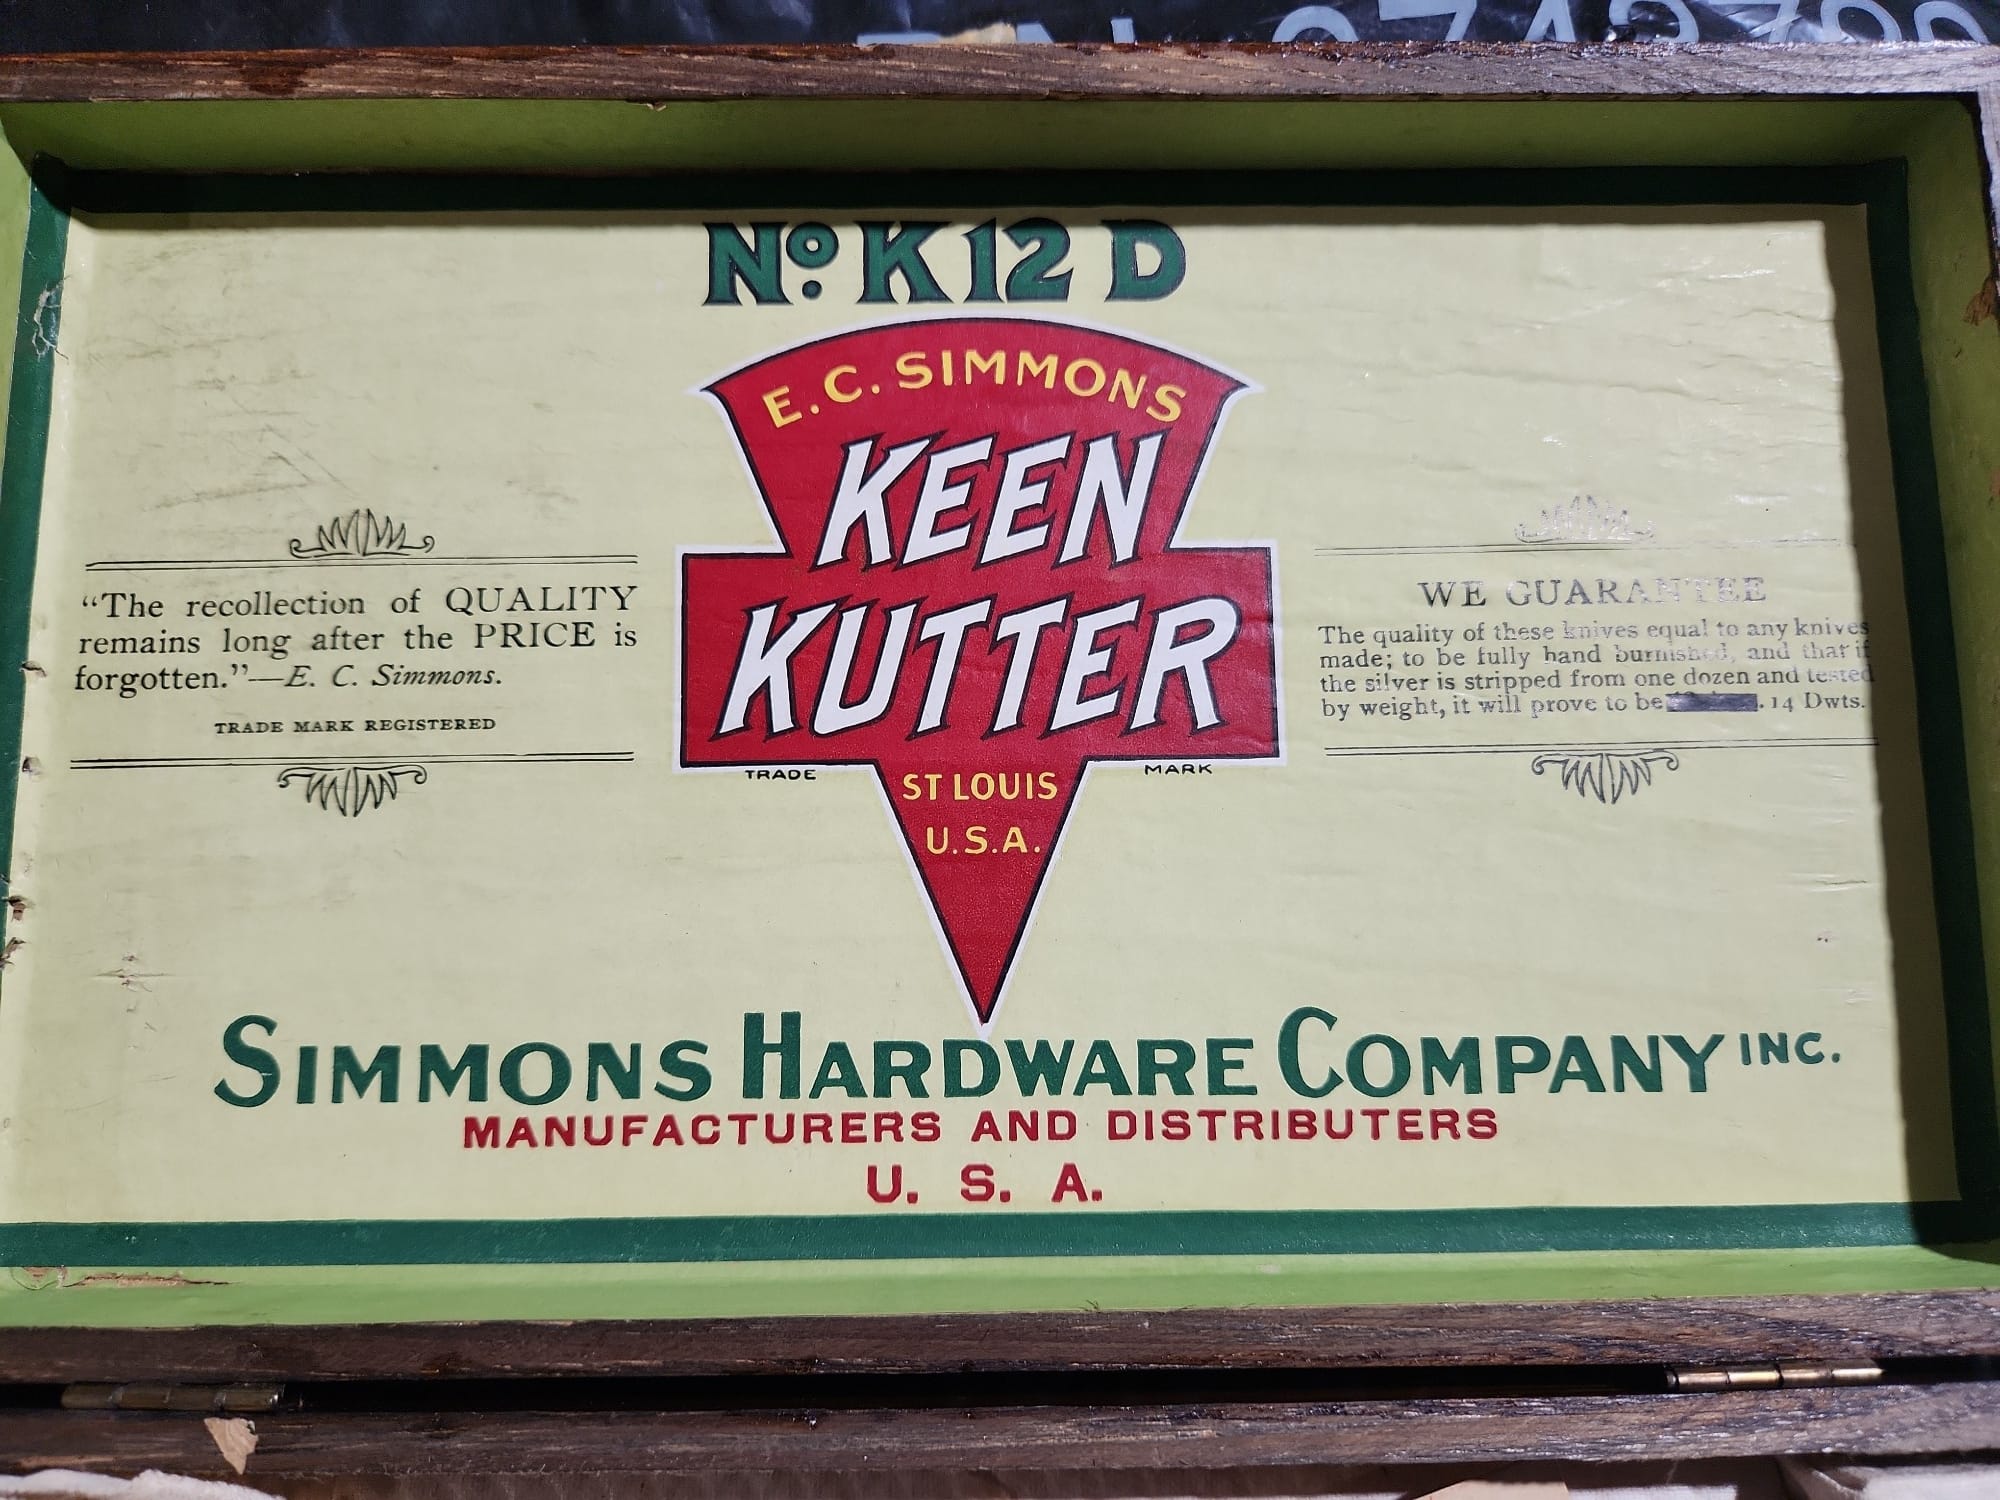 No. K12 D
E. C. SIMMONS
KEEN
KUTTER
TRADE MARK
ST LOUIS
U.S.A.
"The recollection of QUALITY
remains long after the PRICE is
forgotten."—E. C. Simmons.
TRADE MARK REGISTERED
WE GUARANTEE
The quality of these knives equal to any knives
made; to be fully hand burnished, and that if
the silver is stripped from one dozen and tested
by weight, it will prove to be . 14 Dwts.
SIMMONS HARDWARE COMPANY INC.
MANUFACTURERS AND DISTRIBUTERS
U. S. A.